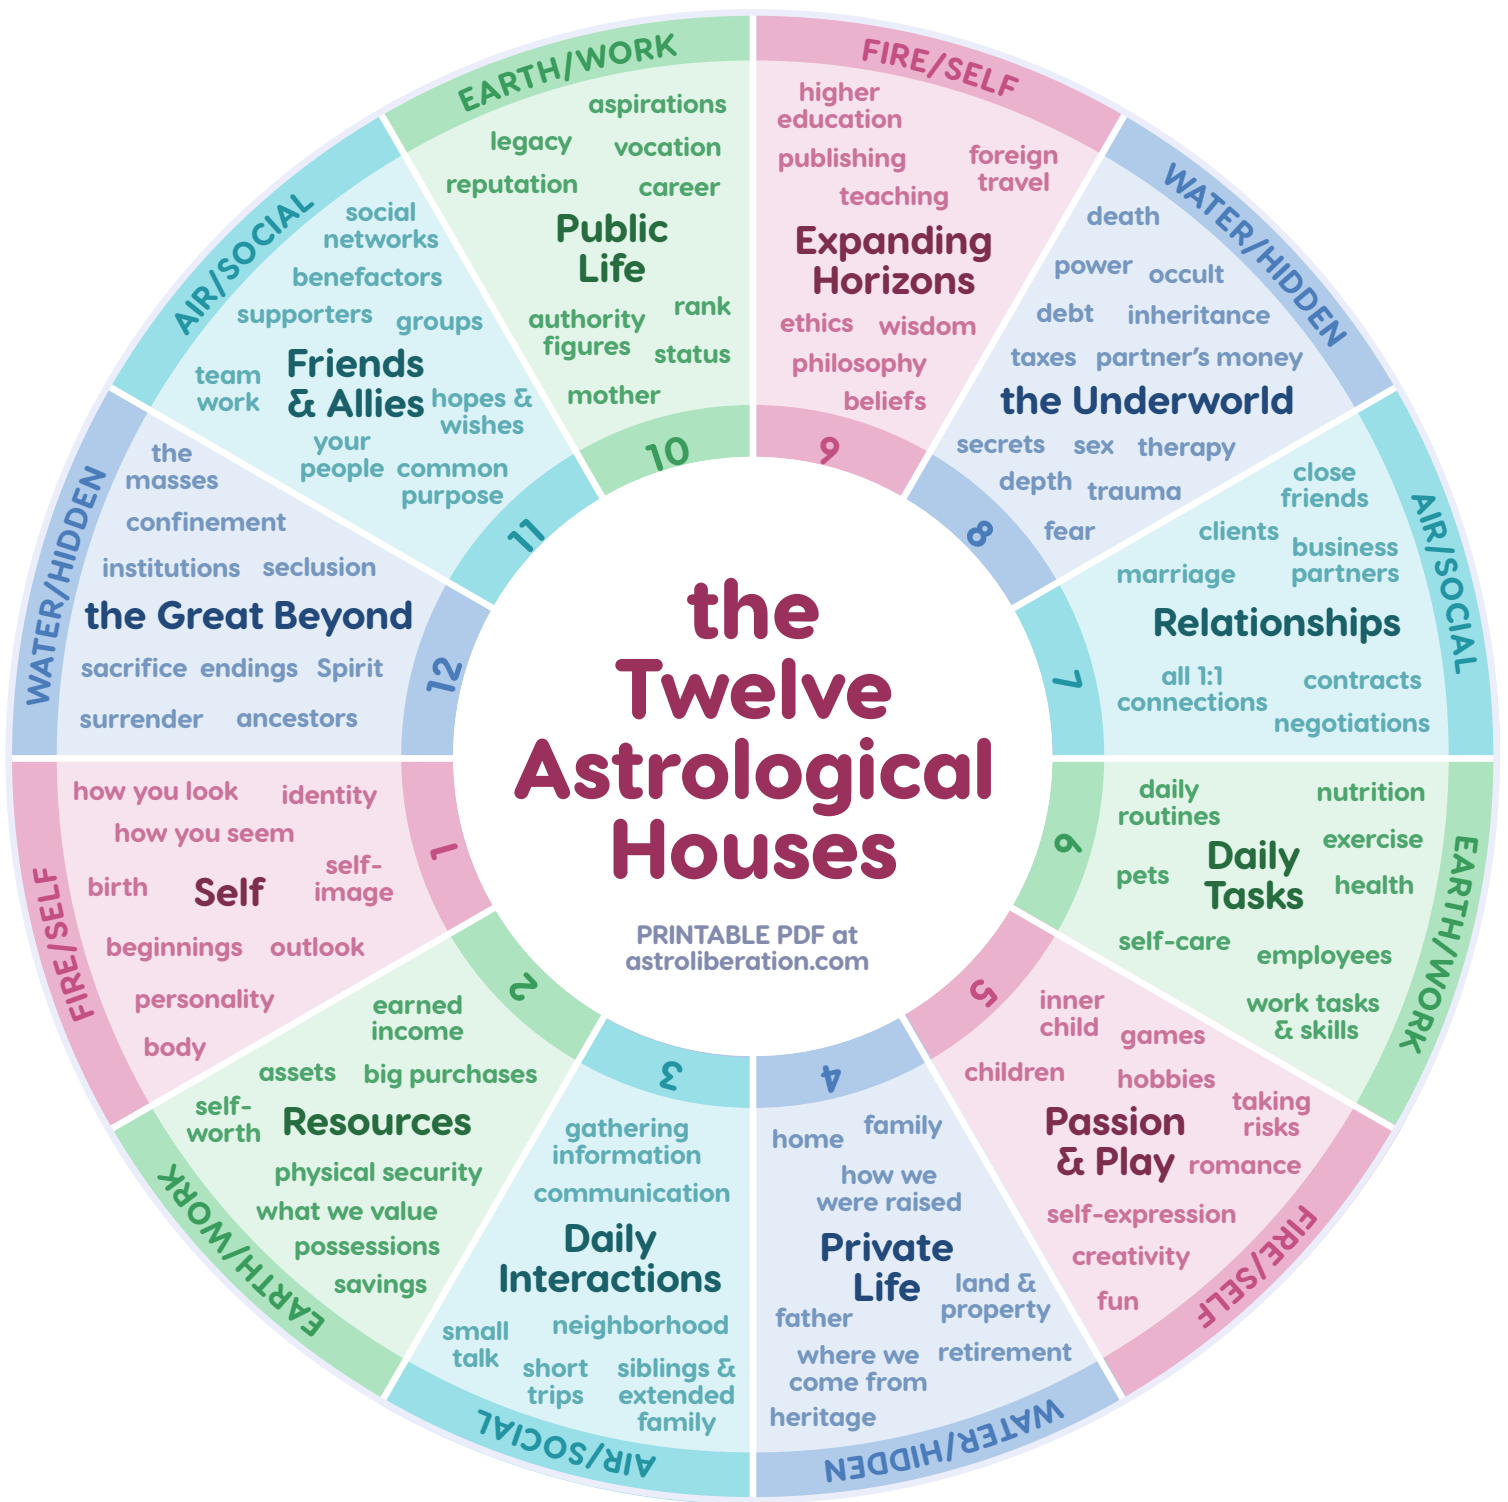 the
Twelve
Astrological
Houses
PRINTABLE PDF at
astroliberation.com
FIRE/SELF
1
how you look
identity
how you seem
self-
image
birth
Self
beginnings
outlook
personality
body
EARTH/WORK
2
earned
income
assets
big purchases
self-
worth
Resources
physical security
what we value
possessions
savings
AIR/SOCIAL
3
gathering
information
communication
Daily
Interactions
neighborhood
small
talk
short
trips
siblings &
extended
family
WATER/HIDDEN
4
home
family
how we
were raised
Private
Life
land &
property
father
where we
come from
retirement
heritage
FIRE/SELF
5
inner
child
games
children
hobbies
taking
risks
Passion
& Play
romance
self-expression
creativity
fun
EARTH/WORK
6
daily
routines
nutrition
exercise
Daily
Tasks
pets
health
self-care
employees
work tasks
& skills
AIR/SOCIAL
7
close
friends
clients
business
partners
marriage
Relationships
all 1:1
connections
contracts
negotiations
WATER/HIDDEN
8
death
power
occult
debt
inheritance
taxes
partner's money
the Underworld
secrets
sex
therapy
depth
trauma
fear
FIRE/SELF
9
higher
education
publishing
foreign
travel
teaching
Expanding
Horizons
ethics
wisdom
philosophy
beliefs
EARTH/WORK
10
aspirations
legacy
vocation
reputation
career
Public
Life
rank
authority
figures
status
mother
AIR/SOCIAL
11
social
networks
benefactors
supporters
groups
team
work
Friends
& Allies
hopes &
wishes
your
people
common
purpose
WATER/HIDDEN
12
the
masses
confinement
institutions
seclusion
the Great Beyond
sacrifice
endings
Spirit
surrender
ancestors